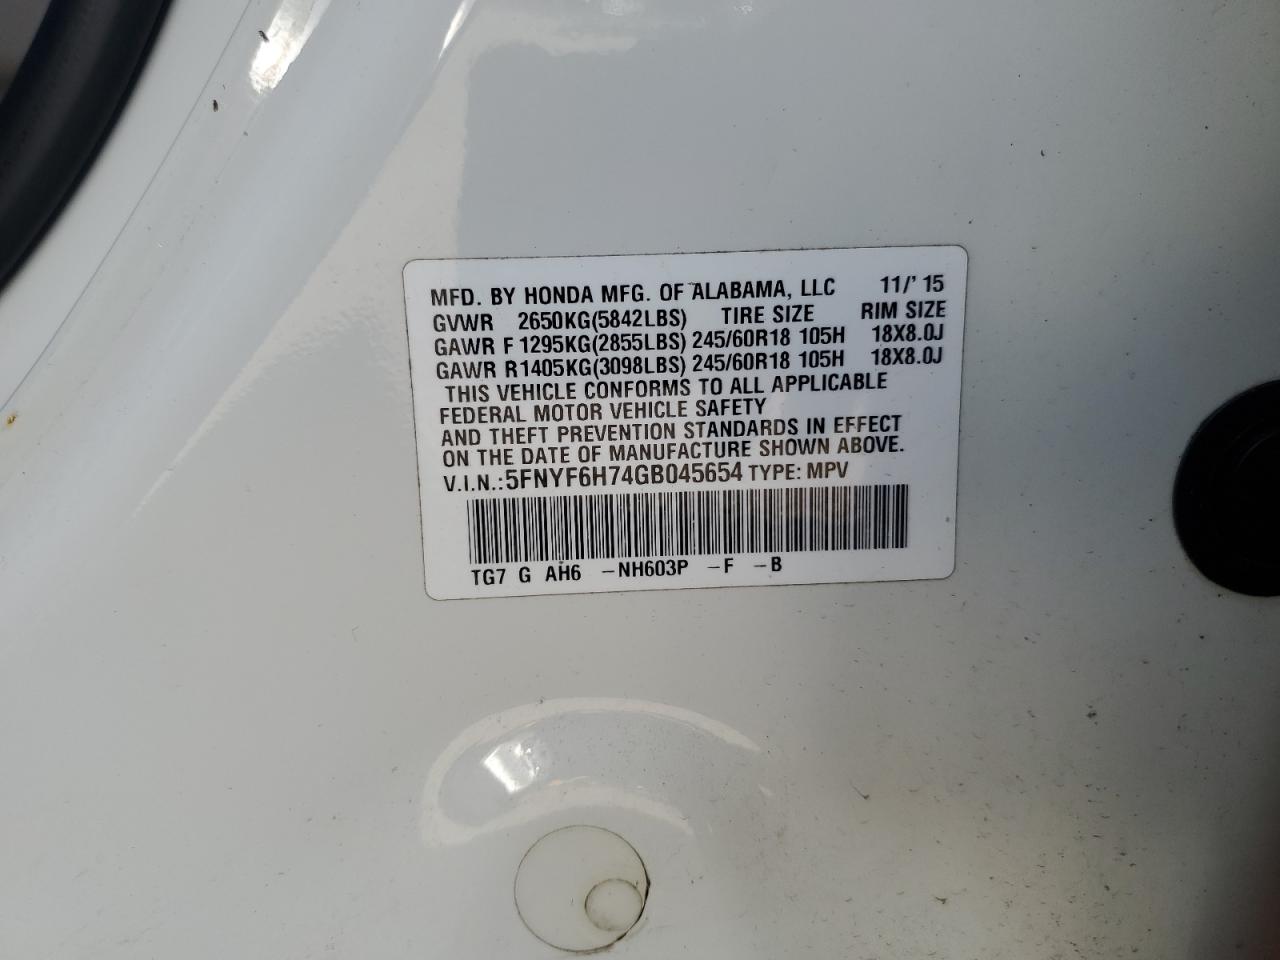 MFD. BY HONDA MFG. OF ALABAMA, LLC 11/'15
GVWR 2650KG(5842LBS) TIRE SIZE RIM SIZE
GAWR F 1295KG(2855LBS) 245/60R18 105H 18X8.0J
GAWR R1405KG(3098LBS) 245/60R18 105H 18X8.0J
THIS VEHICLE CONFORMS TO ALL APPLICABLE
FEDERAL MOTOR VEHICLE SAFETY
AND THEFT PREVENTION STANDARDS IN EFFECT
ON THE DATE OF MANUFACTURE SHOWN ABOVE.
V.I.N.:5FNYF6H74GB045654 TYPE: MPV
TG7 G AH6 -NH603P -F -B